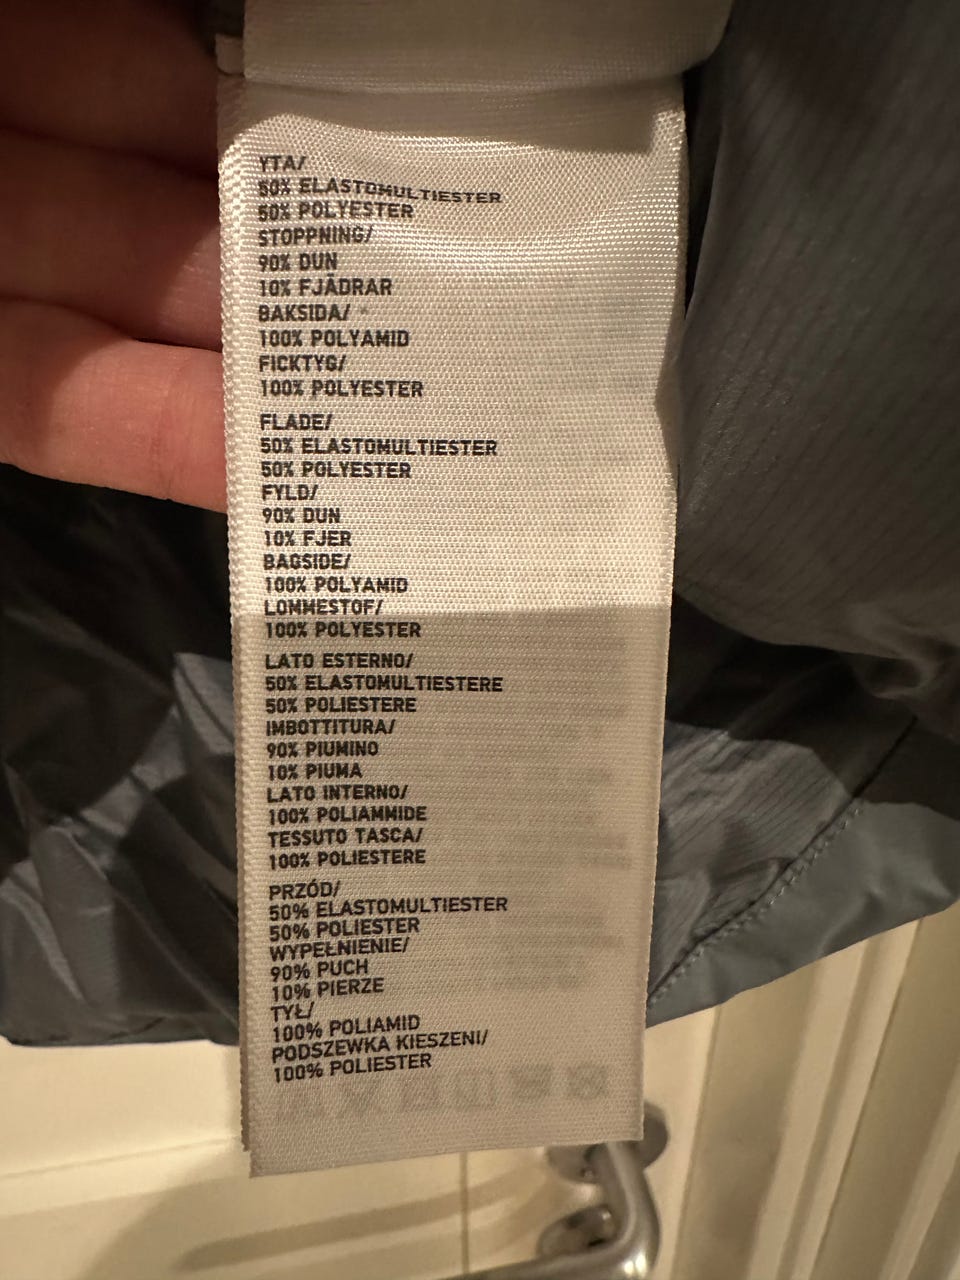 YTA/
50% ELASTOMULTIESTER
50% POLYESTER
STOPPNING/
90% DUN
10% FJÄDRAR
BAKSIDA/
100% POLYAMID
FICKTYG/
100% POLYESTER
FLADE/
50% ELASTOMULTIESTER
50% POLYESTER
FYLD/
90% DUN
10% FJER
BAGSIDE/
100% POLYAMID
LOMMESTOF/
100% POLYESTER
LATO ESTERNO/
50% ELASTOMULTIESTERE
50% POLIESTERE
IMBOTTITURA/
90% PIUMINO
10% PIUMA
LATO INTERNO/
100% POLIAMMIDE
TESSUTO TASCA/
100% POLIESTERE
PRZÓD/
50% ELASTOMULTIESTER
50% POLIESTER
WYPEŁNIENIE/
90% PUCH
10% PIERZE
TYŁ/
100% POLIAMID
PODSZEWKA KIESZENI/
100% POLIESTER